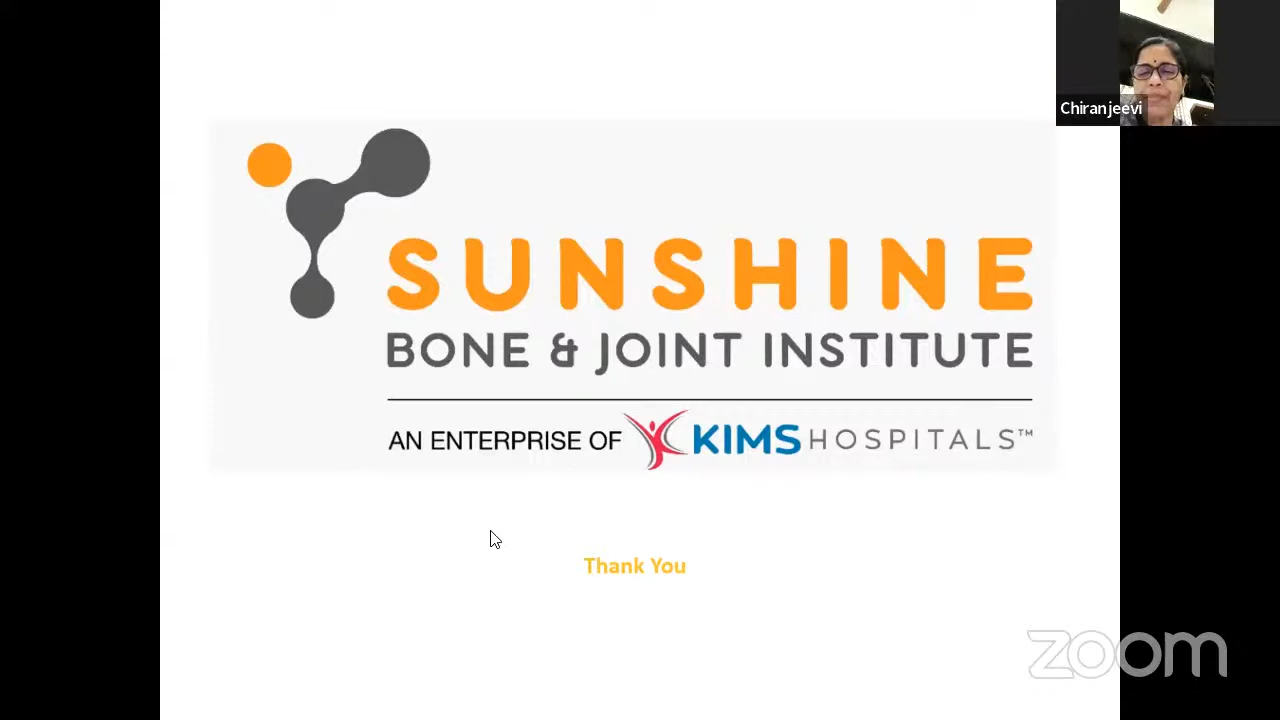 Chiranjeevi
SUNSHINE
BONE & JOINT INSTITUTE
AN ENTERPRISE OF KIMS HOSPITALS™
Thank You
zoom